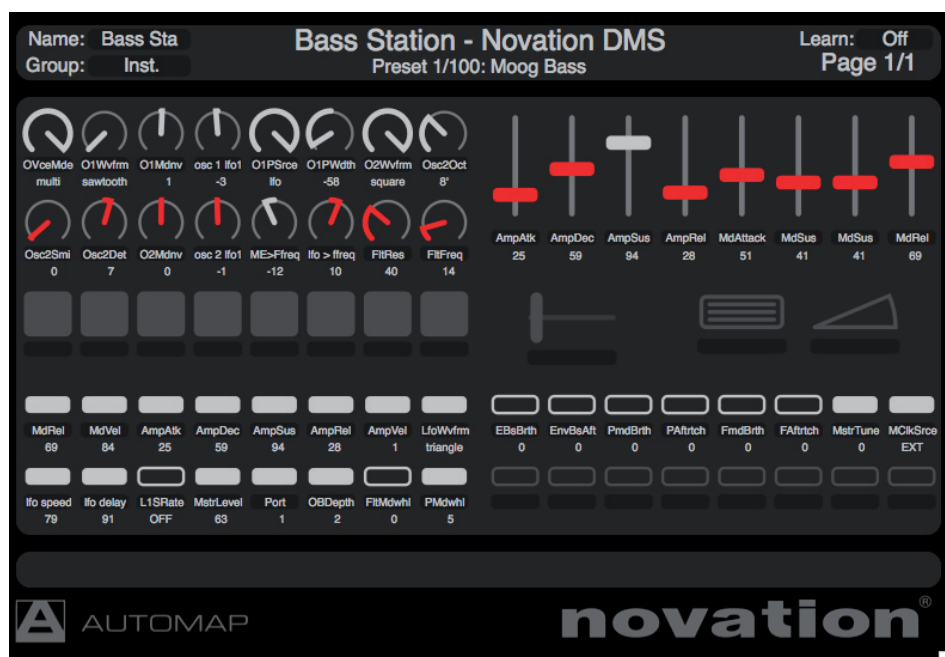 Name: Bass Sta Bass Station - Novation DMS Learn: Off
Group: Inst. Preset 1/100: Moog Bass Page 1/1
OVceMde O1Wvfrm O1Mdnv osc 1 lfo1 O1PSrce O1PWdth O2Wvfrm Osc2Oct
multi sawtooth 1 -3 lfo -58 square 8'
Osc2Smi Osc2Det O2Mdnv osc 2 lfo1 ME>Ffreq lfo > ffreq FltRes FltFreq
0 7 0 -1 -12 10 40 14
AmpAtk AmpDec AmpSus AmpRel MdAttack MdSus MdSus MdRel
25 59 94 28 51 41 41 69
MdRel MdVel AmpAtk AmpDec AmpSus AmpRel AmpVel LfoWvfrm
69 84 25 59 94 28 1 triangle
EBsBrth EnvBsAft PmdBrth PAftrtch FmdBrth FAftrtch MstrTune MClkSrce
0 0 0 0 0 0 0 EXT
lfo speed lfo delay L1SRate MstrLevel Port OBDepth FltMdwhl PMdwhl
79 91 OFF 63 1 2 0 5
A AUTOMAP novation®